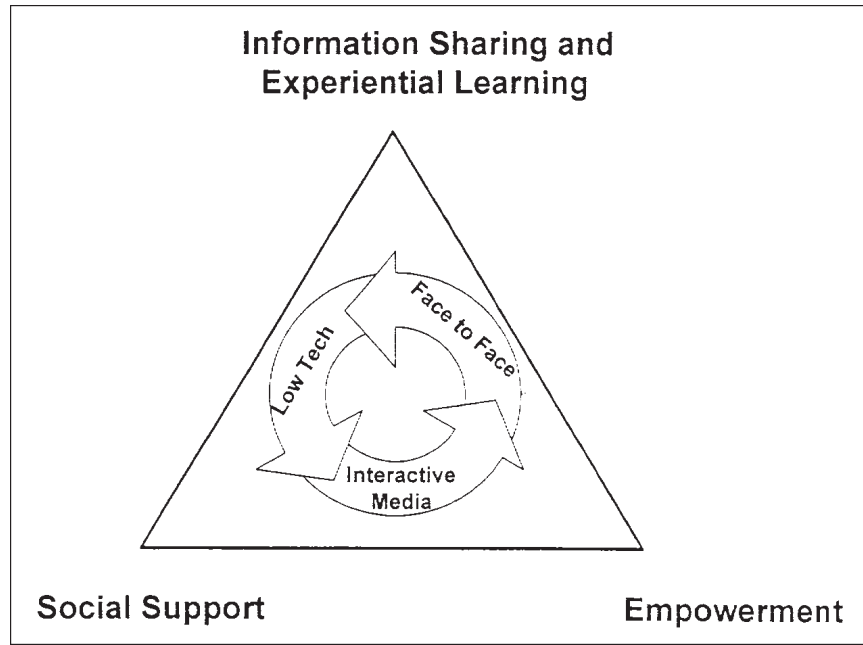 Information Sharing and
Experiential Learning
Face to Face
Low Tech
Interactive
Media
Social Support
Empowerment